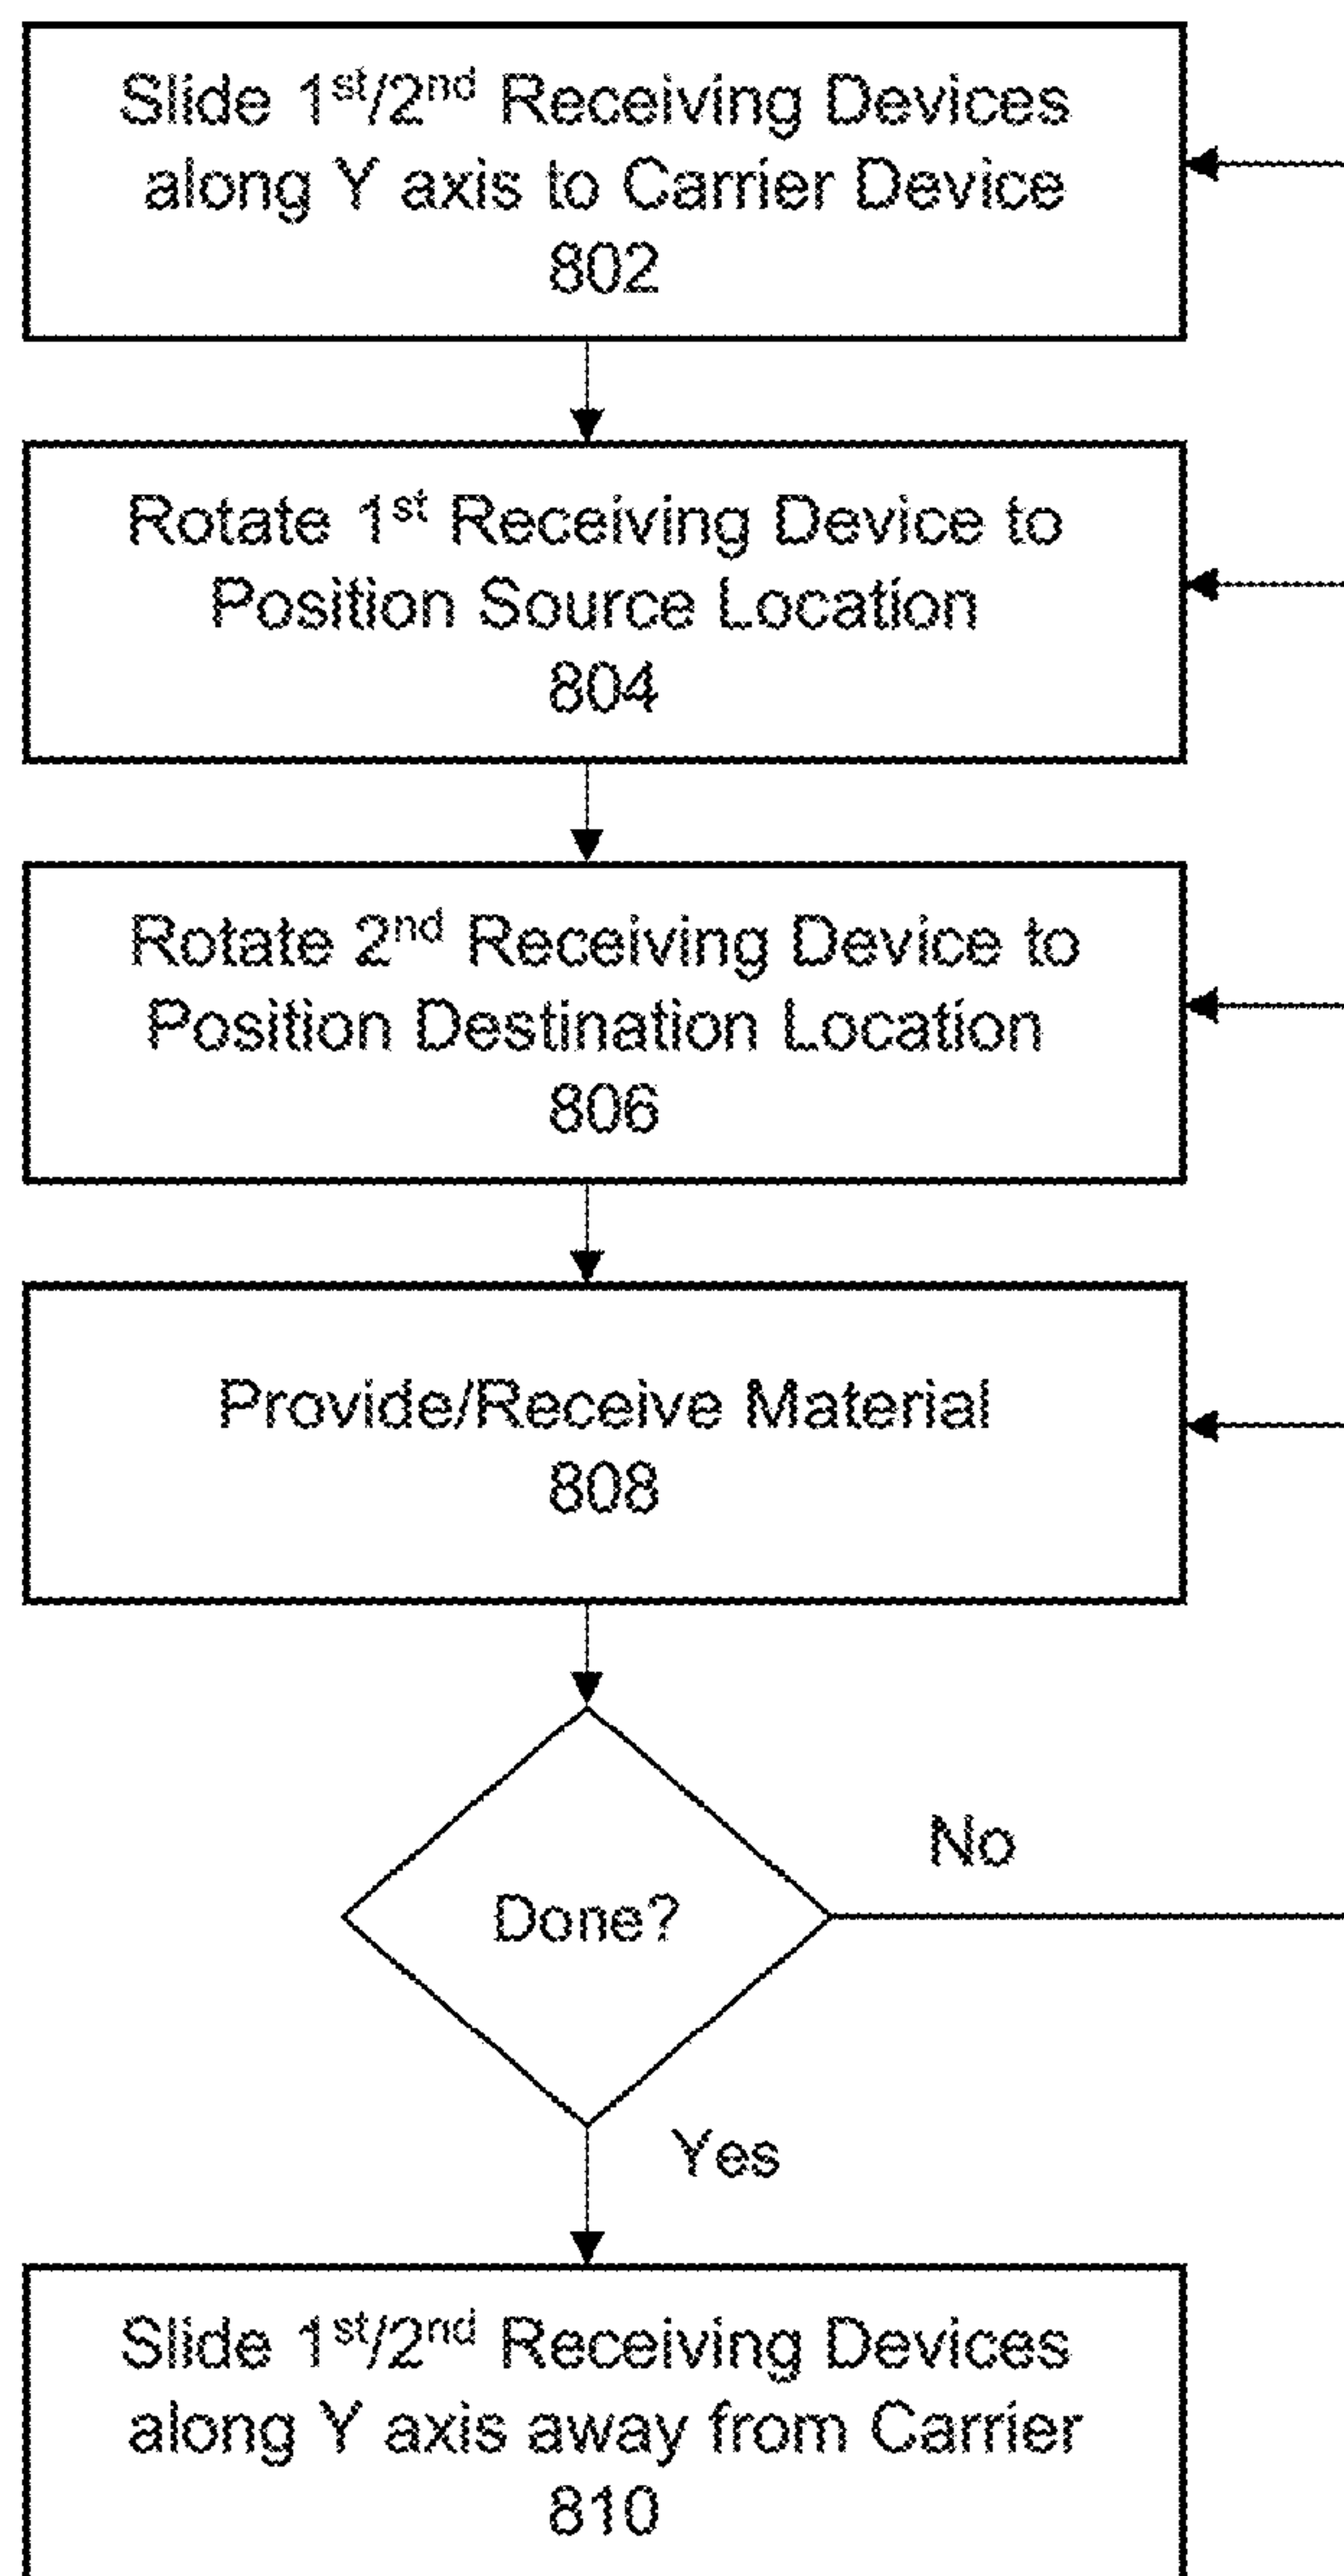 Slide 1st/2nd Receiving Devices
along Y axis to Carrier Device
802
Rotate 1st Receiving Device to
Position Source Location
804
Rotate 2nd Receiving Device to
Position Destination Location
806
Provide/Receive Material
808
Done?
No
Yes
Slide 1st/2nd Receiving Devices
along Y axis away from Carrier
810